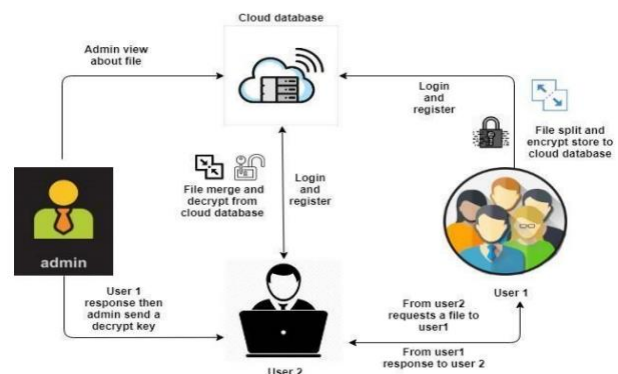 Cloud database
Admin view
about file
Login
and
register
File split and
encrypt store to
cloud database
File merge and
decrypt from
cloud database
Login
and
register
admin
User 1
response then
admin send a
decrypt key
User 2
From user2
requests a file to
user1
From user1
response to user 2
User 1